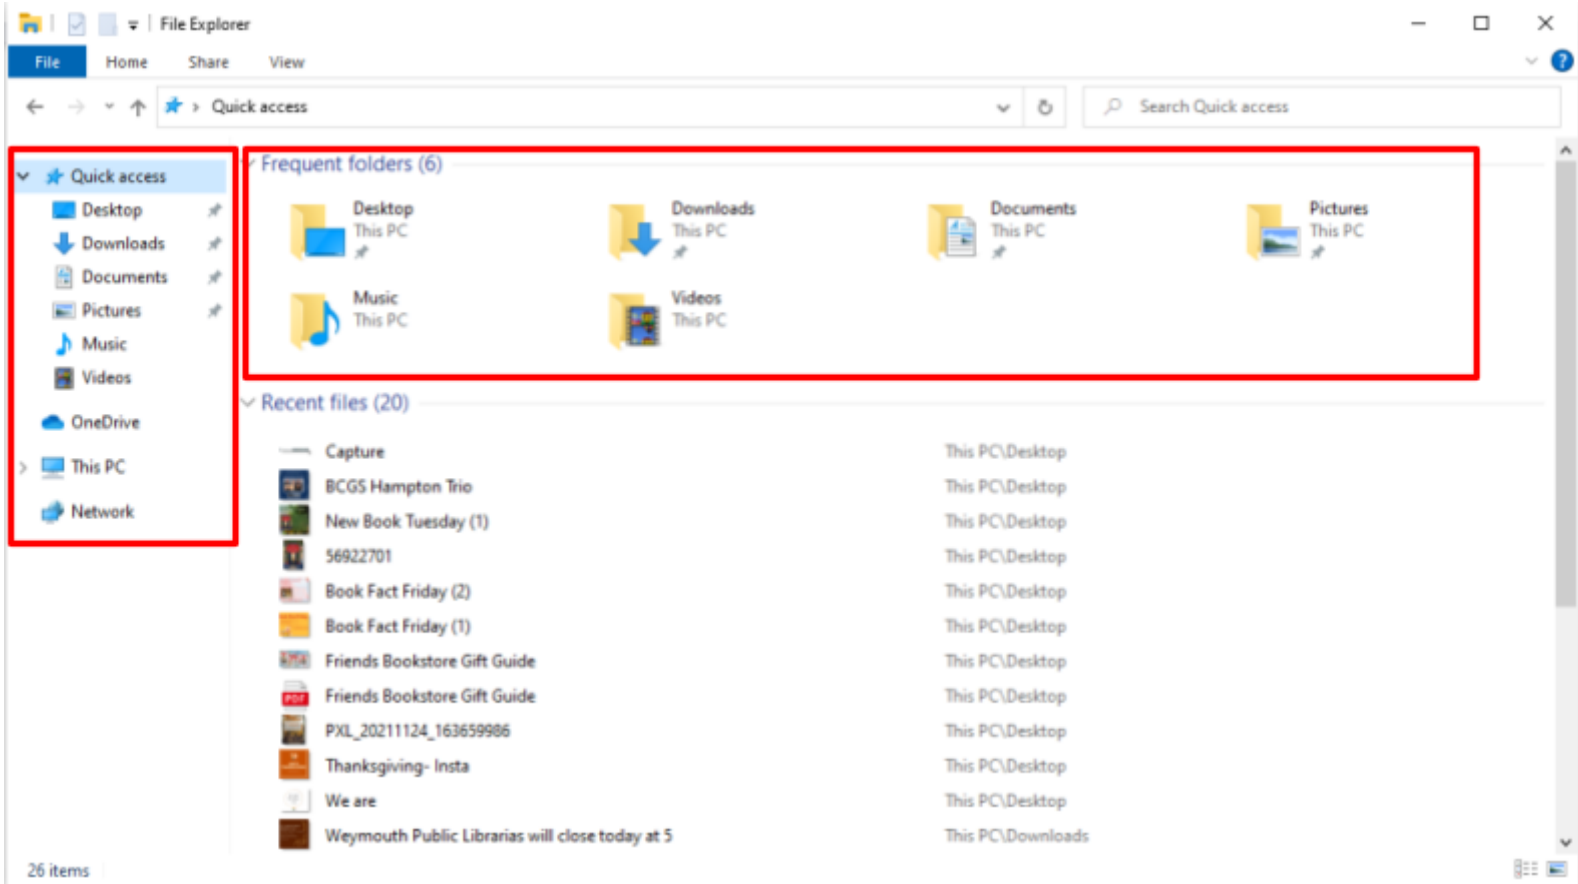 File Explorer
File Home Share View
Quick access
Search Quick access
Quick access
Desktop
Downloads
Documents
Pictures
Music
Videos
OneDrive
This PC
Network
Frequent folders (6)
Desktop
This PC
Downloads
This PC
Documents
This PC
Pictures
This PC
Music
This PC
Videos
This PC
Recent files (20)
Capture This PC\Desktop
BCGS Hampton Trio This PC\Desktop
New Book Tuesday (1) This PC\Desktop
56922701 This PC\Desktop
Book Fact Friday (2) This PC\Desktop
Book Fact Friday (1) This PC\Desktop
Friends Bookstore Gift Guide This PC\Desktop
PDF Friends Bookstore Gift Guide This PC\Desktop
PXL_20211124_163659986 This PC\Desktop
Thanksgiving- Insta This PC\Desktop
We are This PC\Desktop
Weymouth Public Librarias will close today at 5 This PC\Downloads
26 items